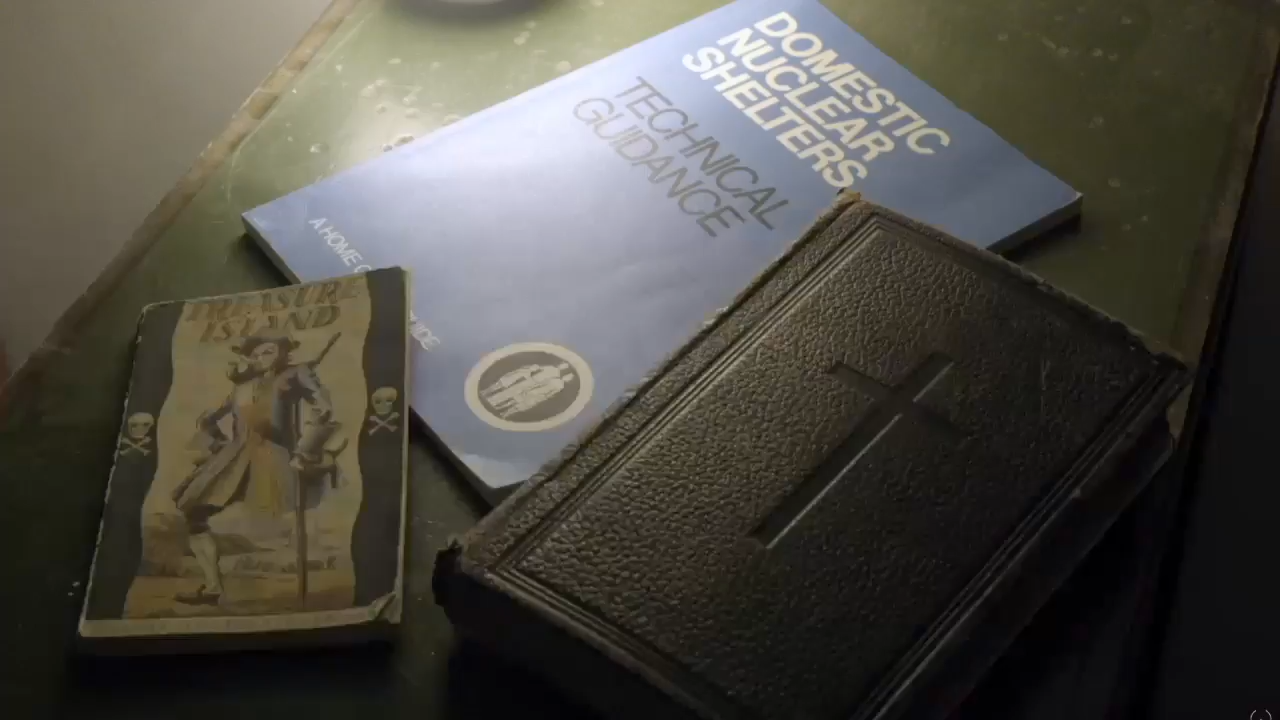 DOMESTIC
NUCLEAR
SHELTERS
TECHNICAL
GUIDANCE
A HOME
TREASURE
ISLAND